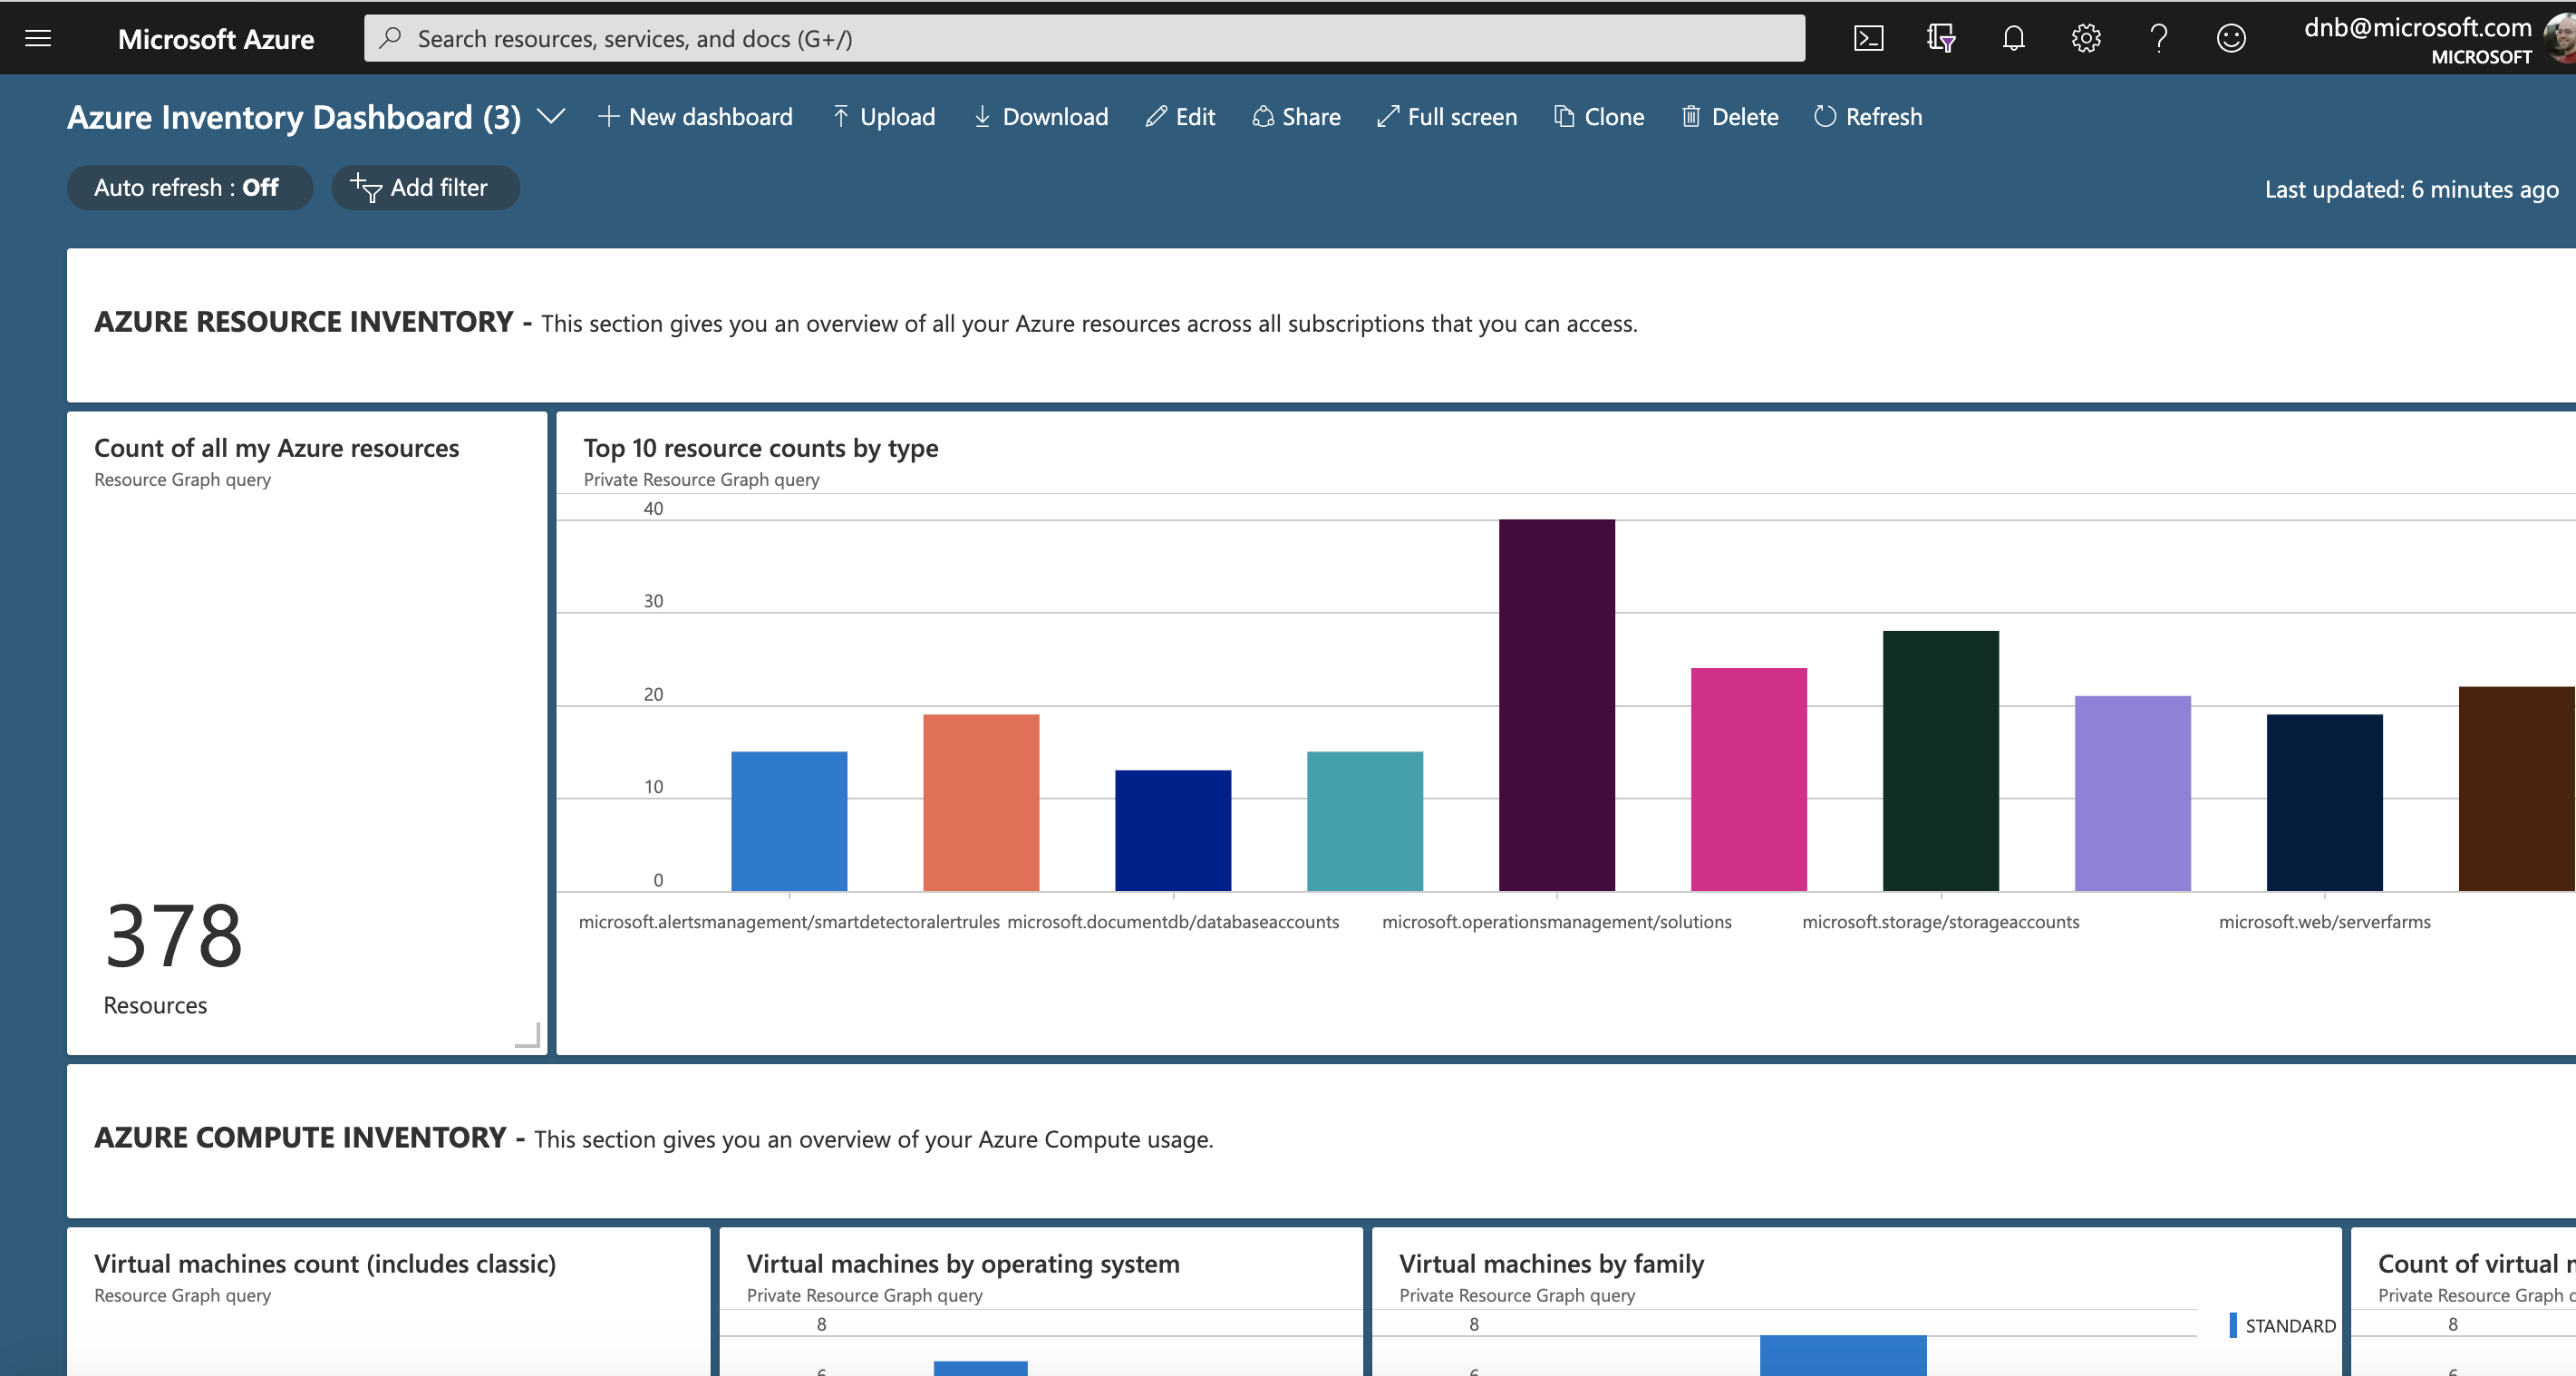 Microsoft Azure
Search resources, services, and docs (G+/)
dnb@microsoft.com
MICROSOFT
Azure Inventory Dashboard (3)
New dashboard
Upload
Download
Edit
Share
Full screen
Clone
Delete
Refresh
Auto refresh : Off
Add filter
Last updated: 6 minutes ago
AZURE RESOURCE INVENTORY - This section gives you an overview of all your Azure resources across all subscriptions that you can access.
Count of all my Azure resources
Resource Graph query
378
Resources
Top 10 resource counts by type
Private Resource Graph query
40
30
20
10
0
microsoft.alertsmanagement/smartdetectoralertrules
microsoft.documentdb/databaseaccounts
microsoft.operationsmanagement/solutions
microsoft.storage/storageaccounts
microsoft.web/serverfarms
AZURE COMPUTE INVENTORY - This section gives you an overview of your Azure Compute usage.
Virtual machines count (includes classic)
Resource Graph query
Virtual machines by operating system
Private Resource Graph query
8
6
Virtual machines by family
Private Resource Graph query
8
6
STANDARD
Count of virtual
Private Resource Graph
8
6